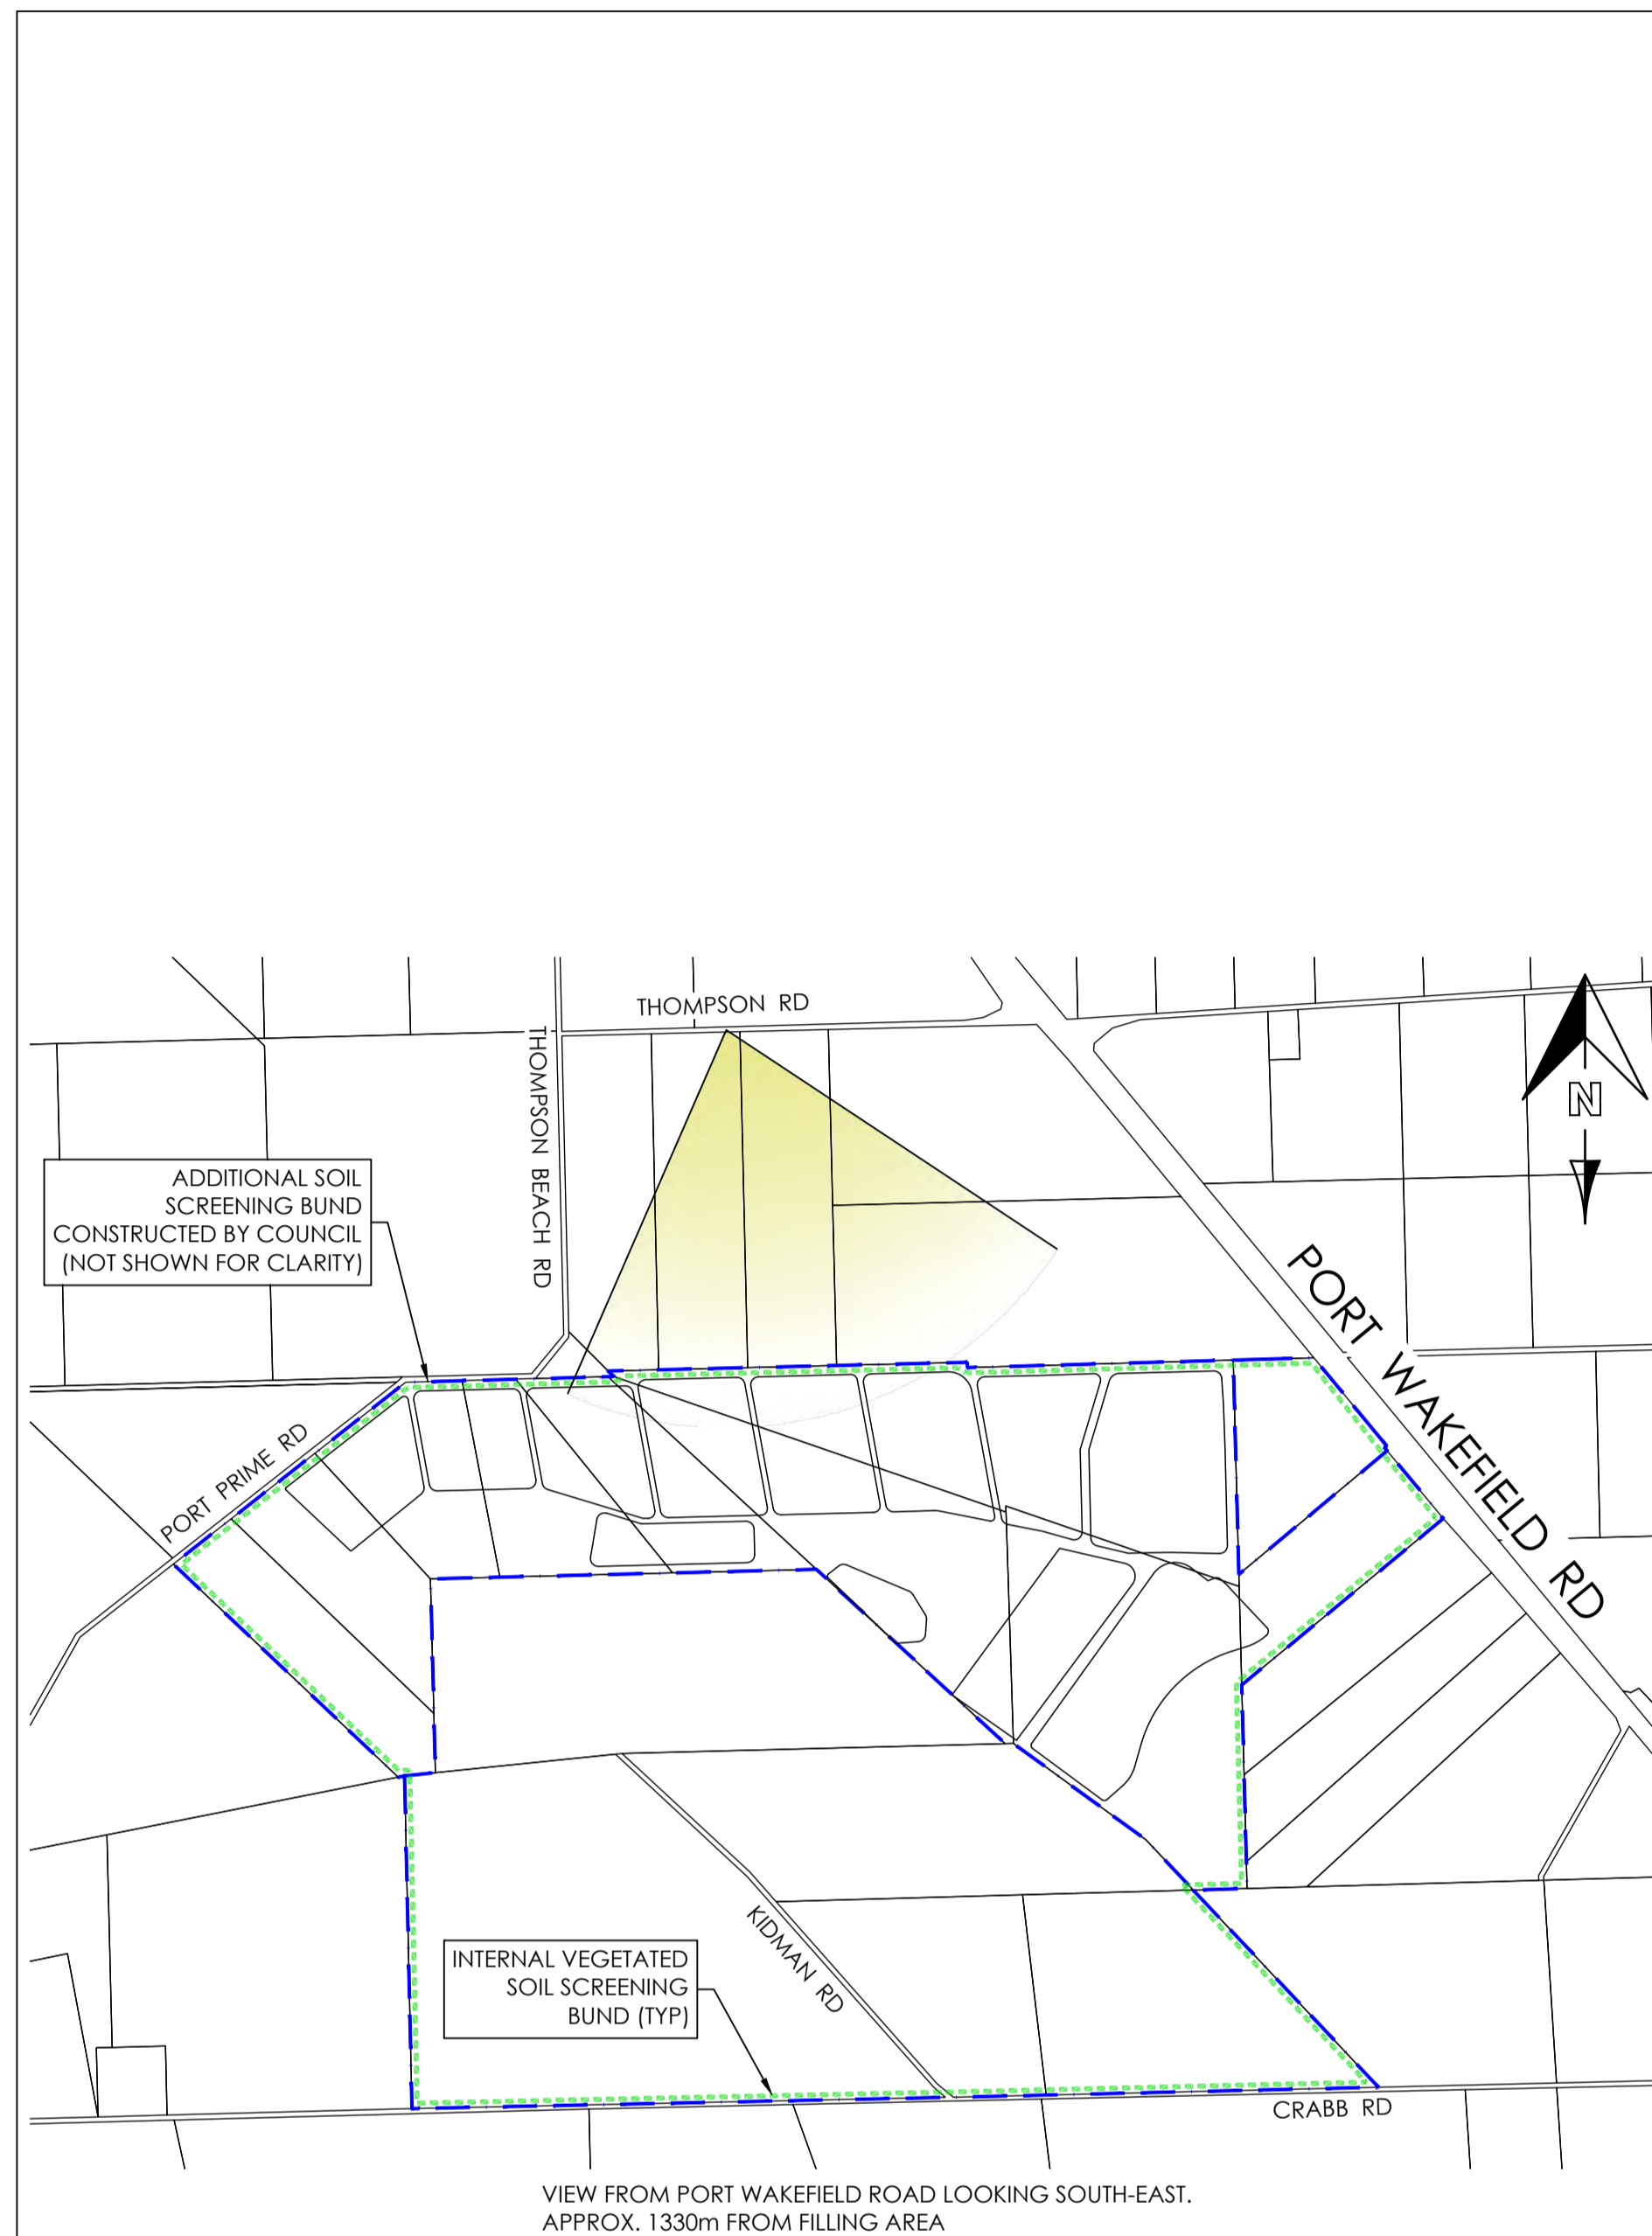 THOMPSON RD
THOMPSON BEACH RD
N
ADDITIONAL SOIL
SCREENING BUND
CONSTRUCTED BY COUNCIL
(NOT SHOWN FOR CLARITY)
PORT WAKEFIELD RD
PORT PRIME RD
INTERNAL VEGETATED
SOIL SCREENING
BUND (TYP)
KIDMAN RD
CRABB RD
VIEW FROM PORT WAKEFIELD ROAD LOOKING SOUTH-EAST.
APPROX. 1330m FROM FILLING AREA